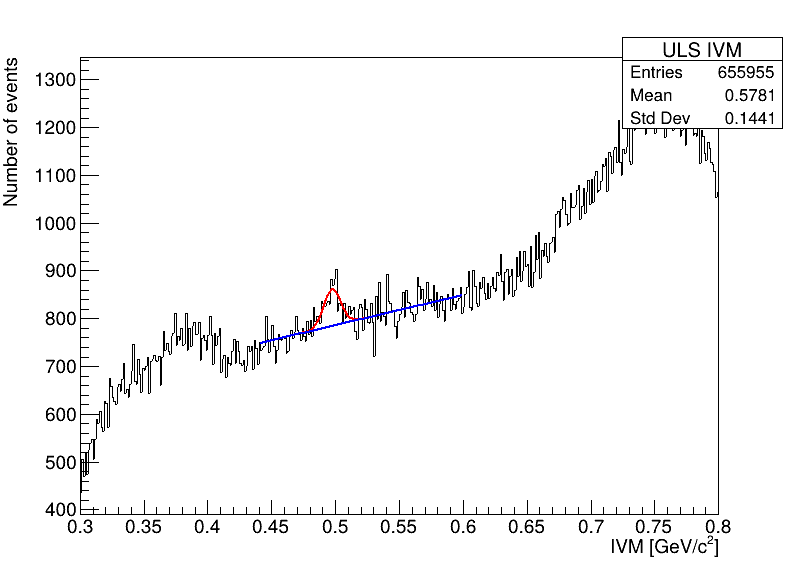 ULS IVM
Entries 655955
Mean 0.5781
Std Dev 0.1441
Number of events
1300
1200
1100
1000
900
800
700
600
500
400
0.3 0.35 0.4 0.45 0.5 0.55 0.6 0.65 0.7 0.75 0.8
IVM [GeV/c²]